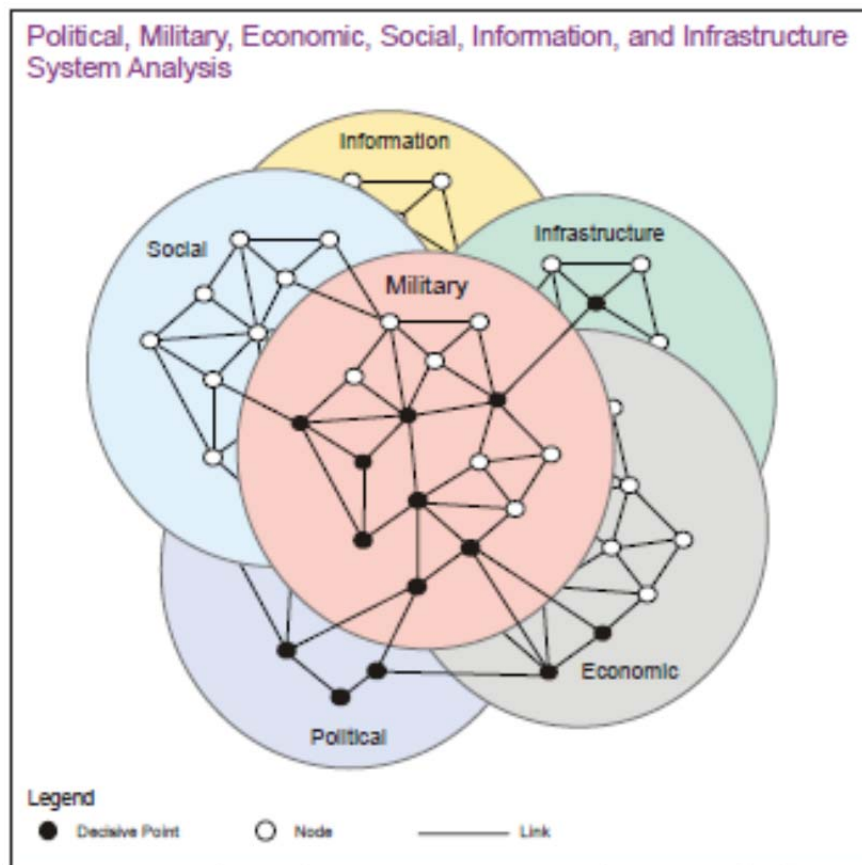 Political, Military, Economic, Social, Information, and Infrastructure
System Analysis
Information
Social
Infrastructure
Military
Economic
Political
Legend
Decisive Point
Node
Link